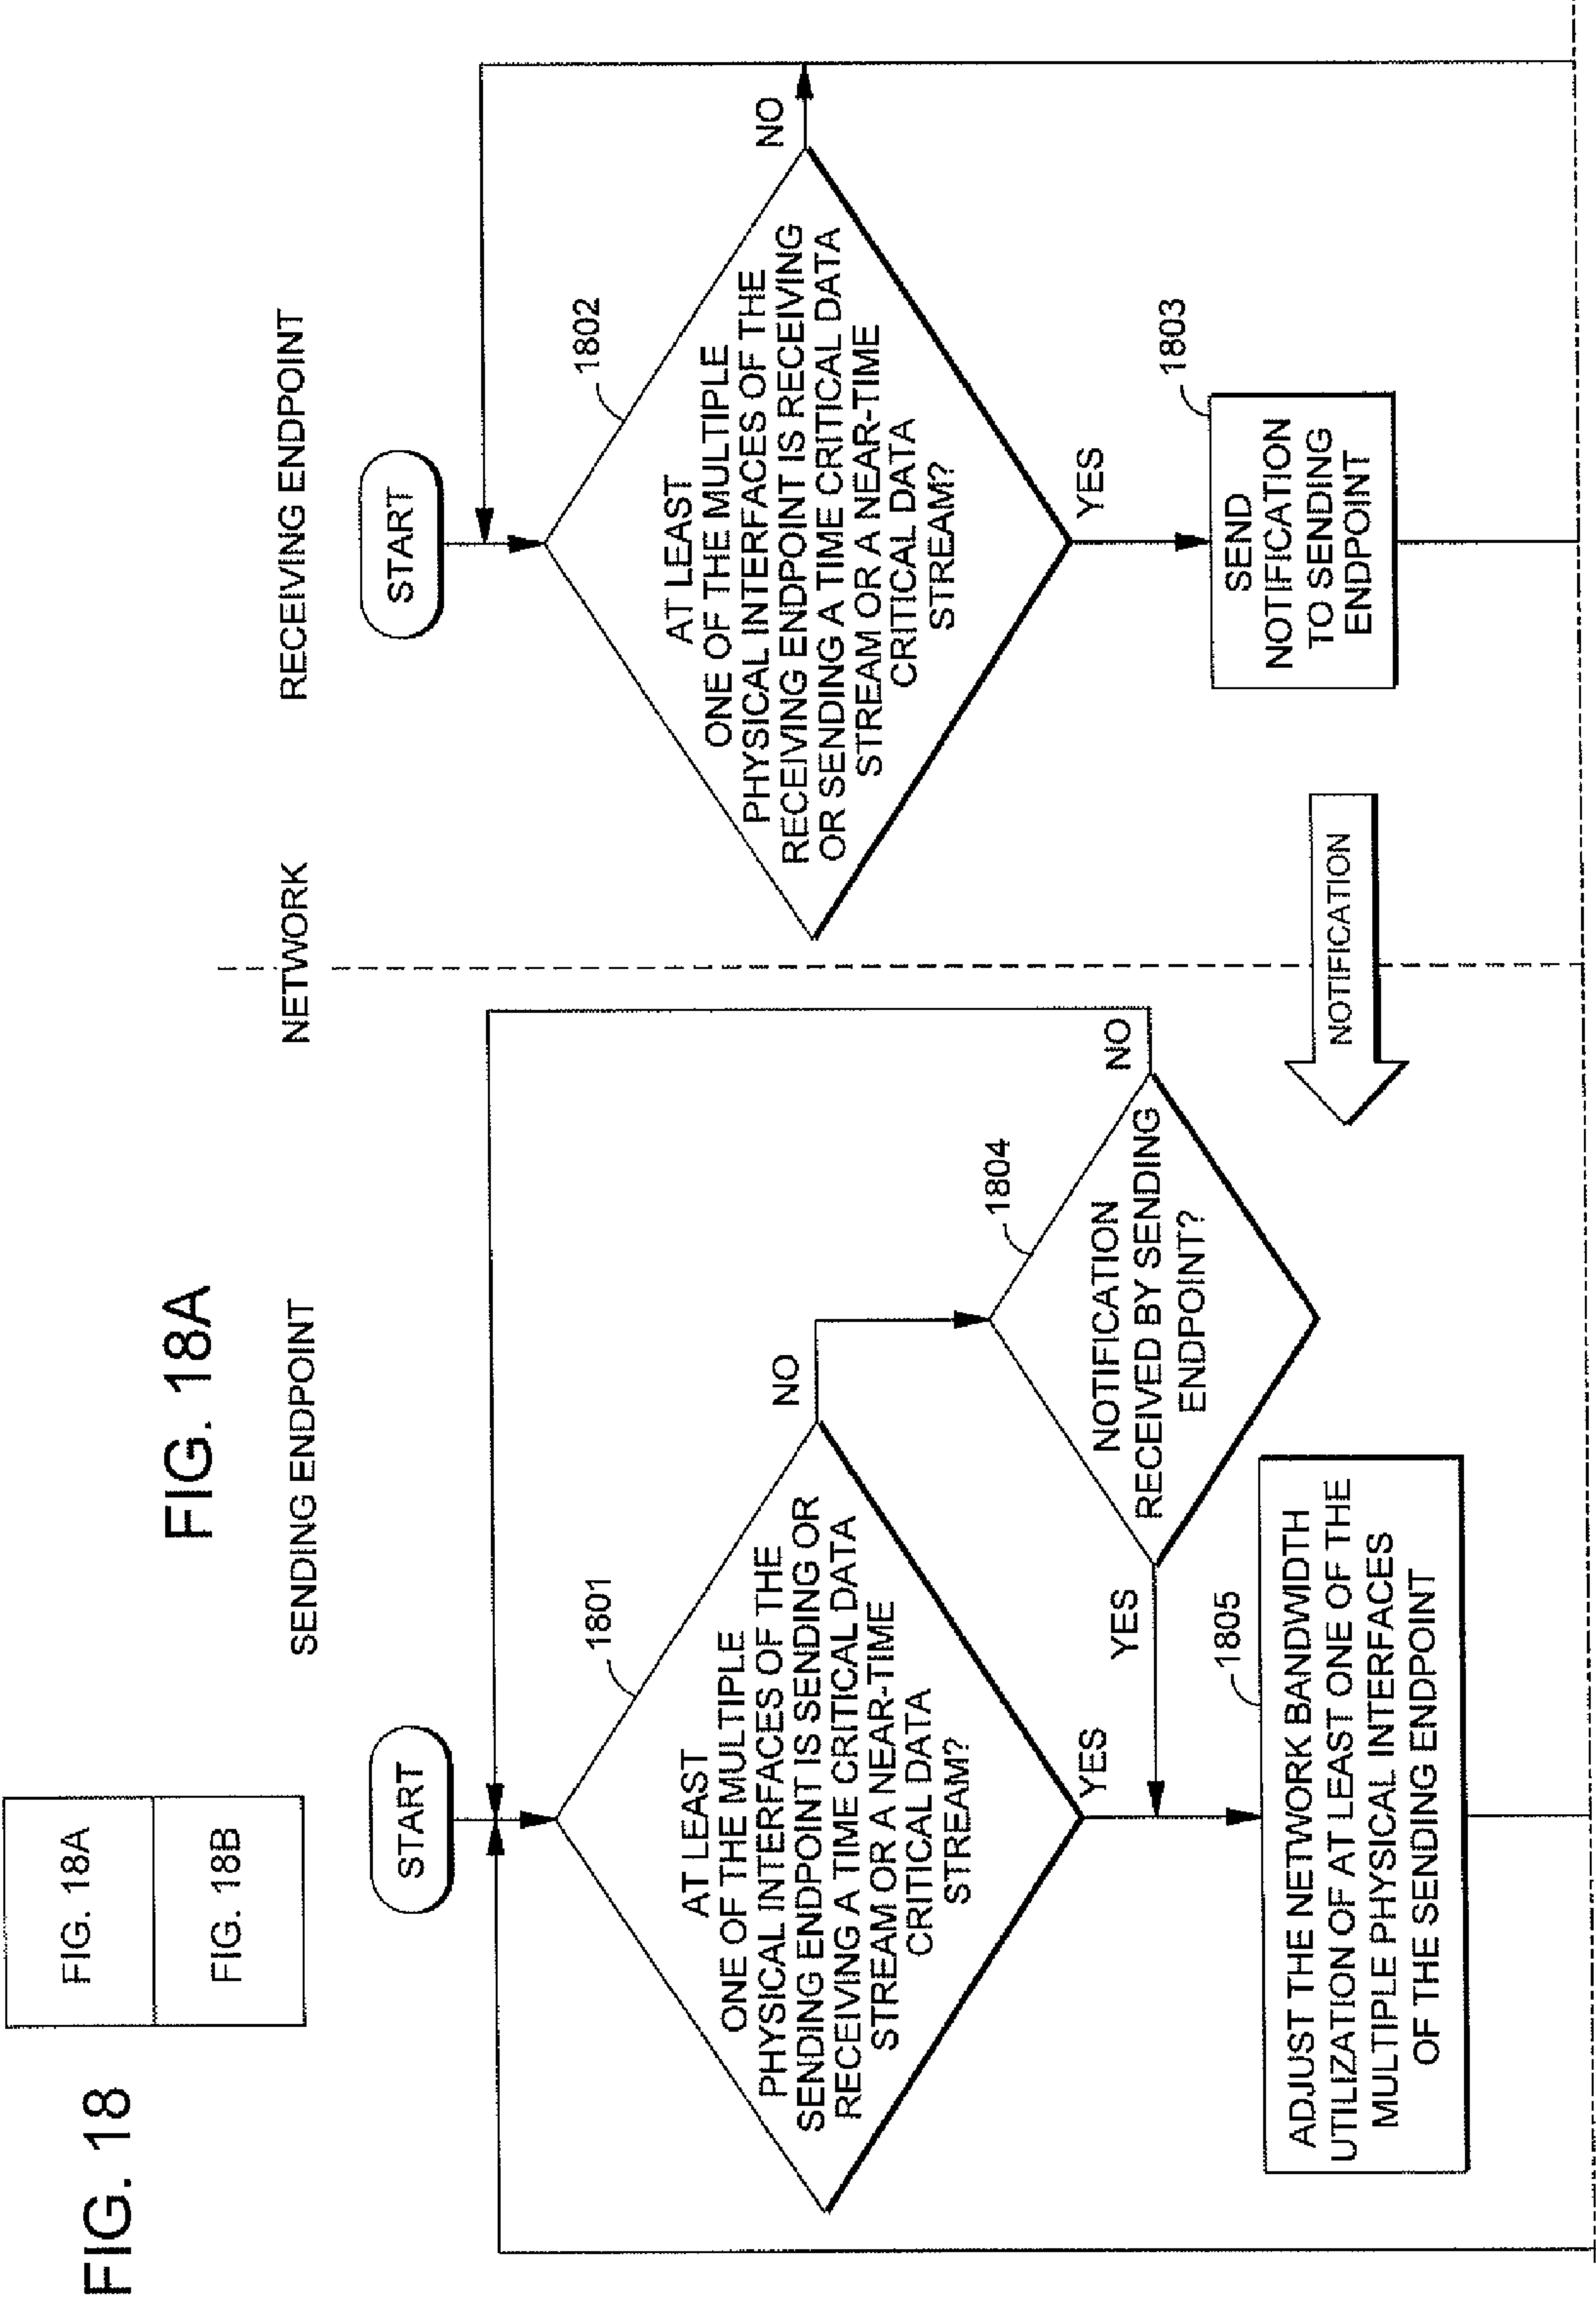 FIG. 18
FIG. 18A
FIG. 18B
FIG. 18A
SENDING ENDPOINT
NETWORK
RECEIVING ENDPOINT
START
1801
AT LEAST
ONE OF THE MULTIPLE
PHYSICAL INTERFACES OF THE
SENDING ENDPOINT IS SENDING OR
RECEIVING A TIME CRITICAL DATA
STREAM OR A NEAR-TIME
CRITICAL DATA
STREAM?
NO
YES
1804
NOTIFICATION
RECEIVED BY SENDING
ENDPOINT?
NO
YES
1805
ADJUST THE NETWORK BANDWIDTH
UTILIZATION OF AT LEAST ONE OF THE
MULTIPLE PHYSICAL INTERFACES
OF THE SENDING ENDPOINT
NOTIFICATION
START
1802
AT LEAST
ONE OF THE MULTIPLE
PHYSICAL INTERFACES OF THE
RECEIVING ENDPOINT IS RECEIVING
OR SENDING A TIME CRITICAL DATA
STREAM OR A NEAR-TIME
CRITICAL DATA
STREAM?
NO
YES
1803
SEND
NOTIFICATION
TO SENDING
ENDPOINT